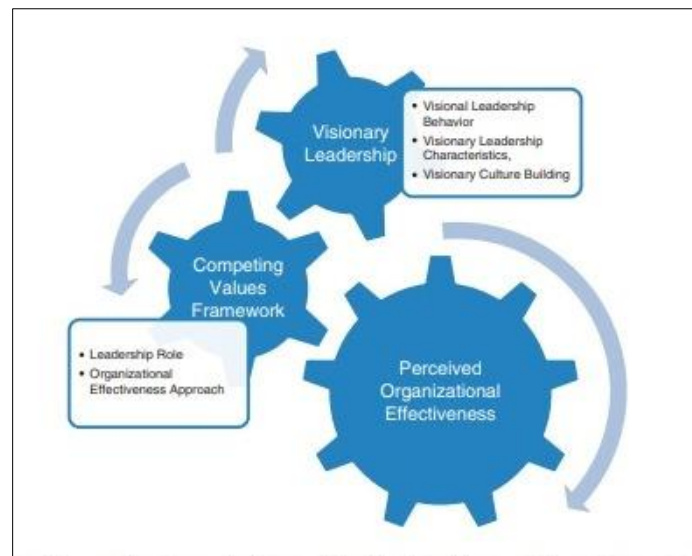 Visionary
Leadership
• Visional Leadership
Behavior
• Visionary Leadership
Characteristics,
• Visionary Culture Building
Competing
Values
Framework
• Leadership Role
• Organizational
Effectiveness Approach
Perceived
Organizational
Effectiveness